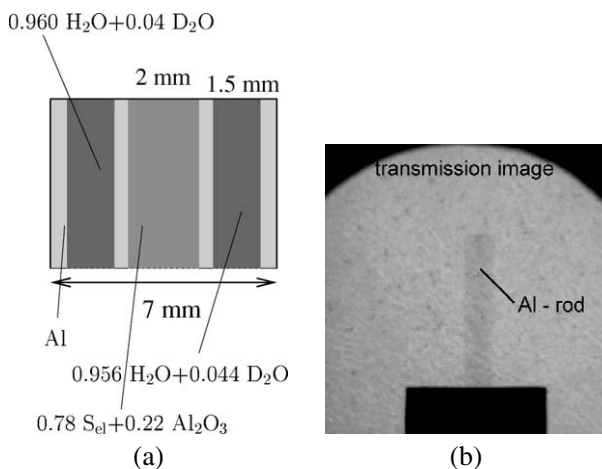 0.960 H₂O+0.04 D₂O
2 mm
1.5 mm
Al
7 mm
0.956 H₂O+0.044 D₂O
0.78 Sₑₗ+0.22 Al₂O₃
(a)
transmission image
Al - rod
(b)